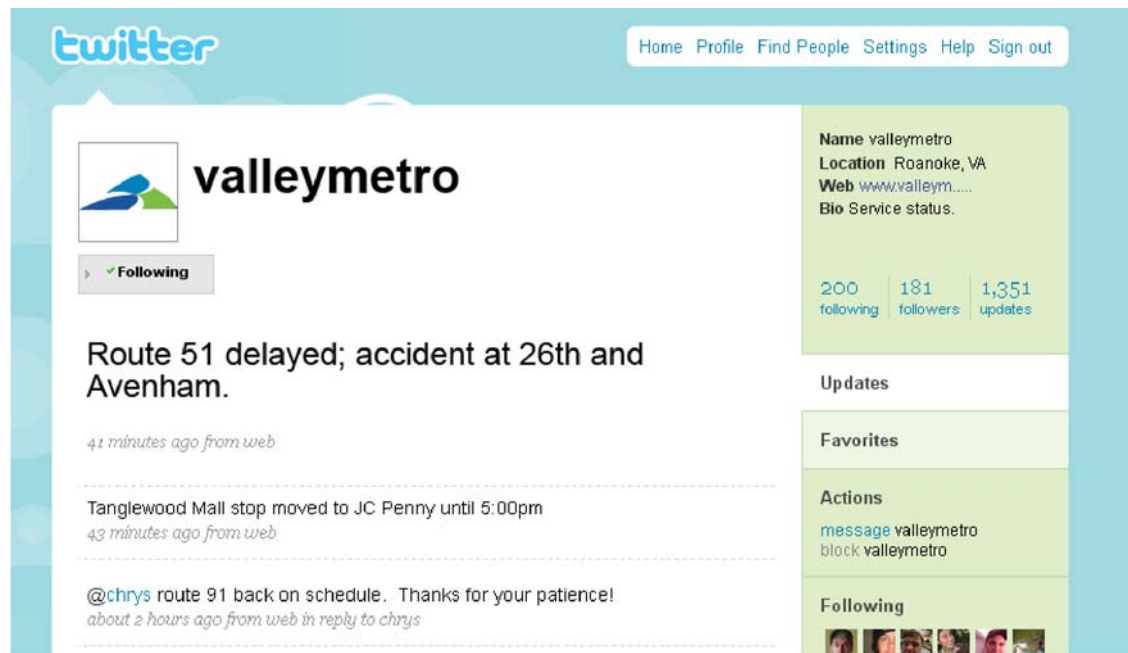 twitter
Home Profile Find People Settings Help Sign out
valleymetro
Following
Route 51 delayed; accident at 26th and
Avenham.
41 minutes ago from web
Tanglewood Mall stop moved to JC Penny until 5:00pm
43 minutes ago from web
@chrys route 91 back on schedule. Thanks for your patience!
about 2 hours ago from web in reply to chrys
Name valleymetro
Location Roanoke, VA
Web www.valleym.....
Bio Service status.
200 181 1,351
following followers updates
Updates
Favorites
Actions
message valleymetro
block valleymetro
Following